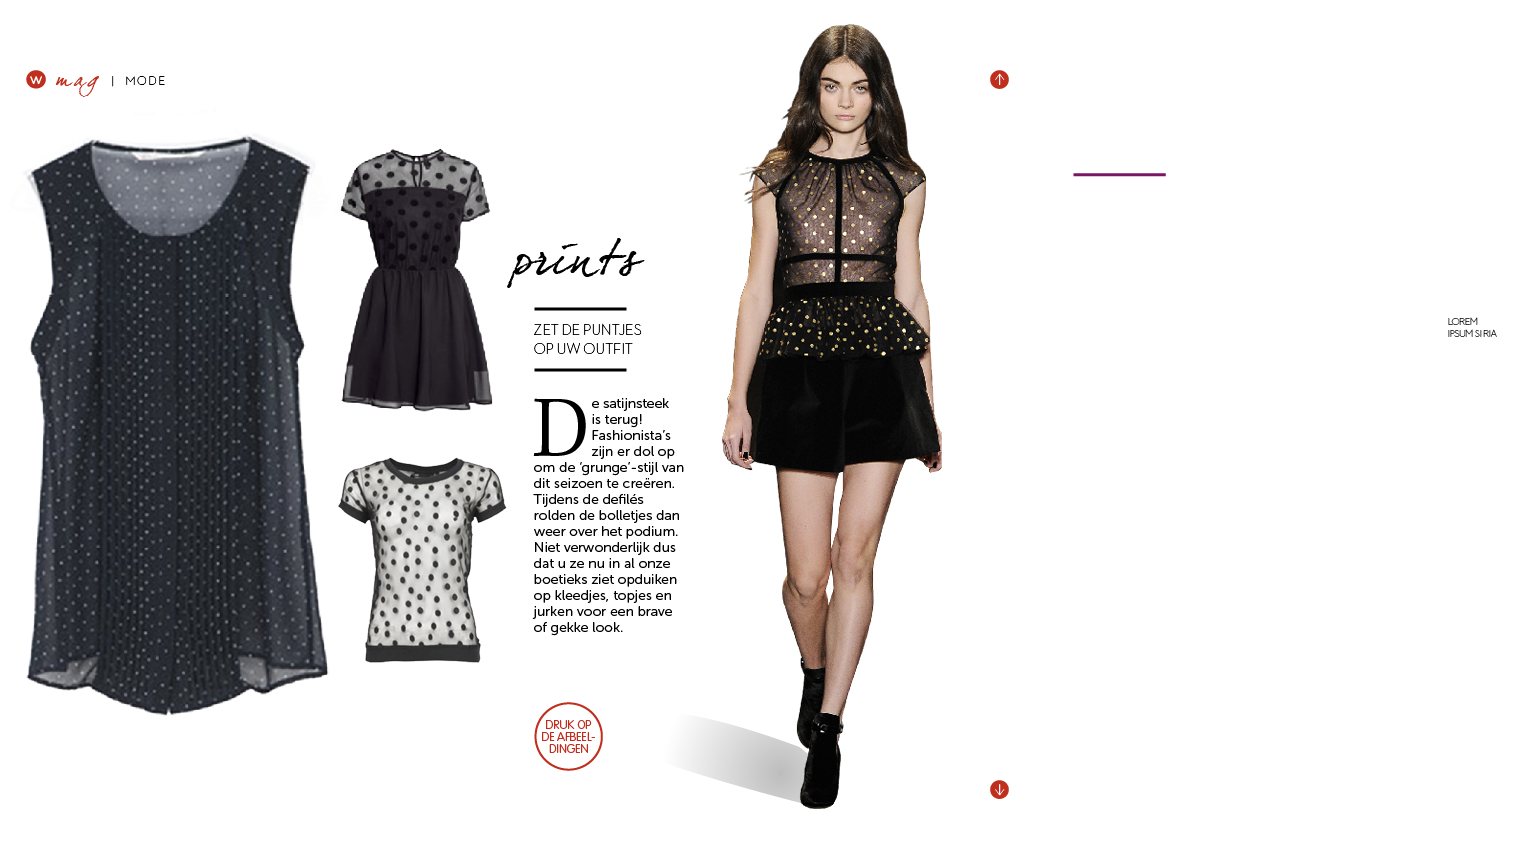 W mag | MODE
prints
ZET DE PUNTJES
OP UW OUTFIT
De satijnsteek
is terug!
Fashionista's
zijn er dol op
om de ‘grunge’-stijl van
dit seizoen te creëren.
Tijdens de defilés
rolden de bolletjes dan
weer over het podium.
Niet verwonderlijk dus
dat u ze nu in al onze
boetieks ziet opduiken
op kleedjes, topjes en
jurken voor een brave
of gekke look.
DRUK OP
DE AFBEEL-
DINGEN
LOREM
IPSUM SI RIA